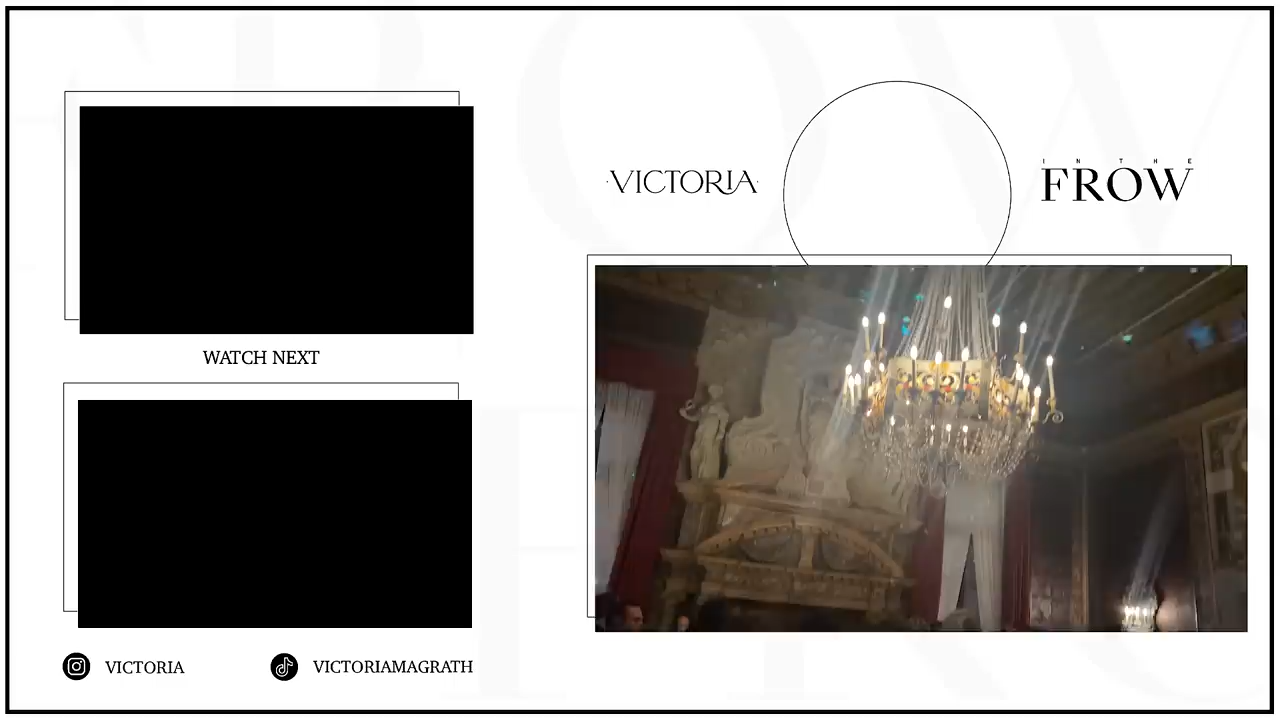 VICTORIA
IN THE
FROW
WATCH NEXT
VICTORIA
VICTORIAMAGRATH